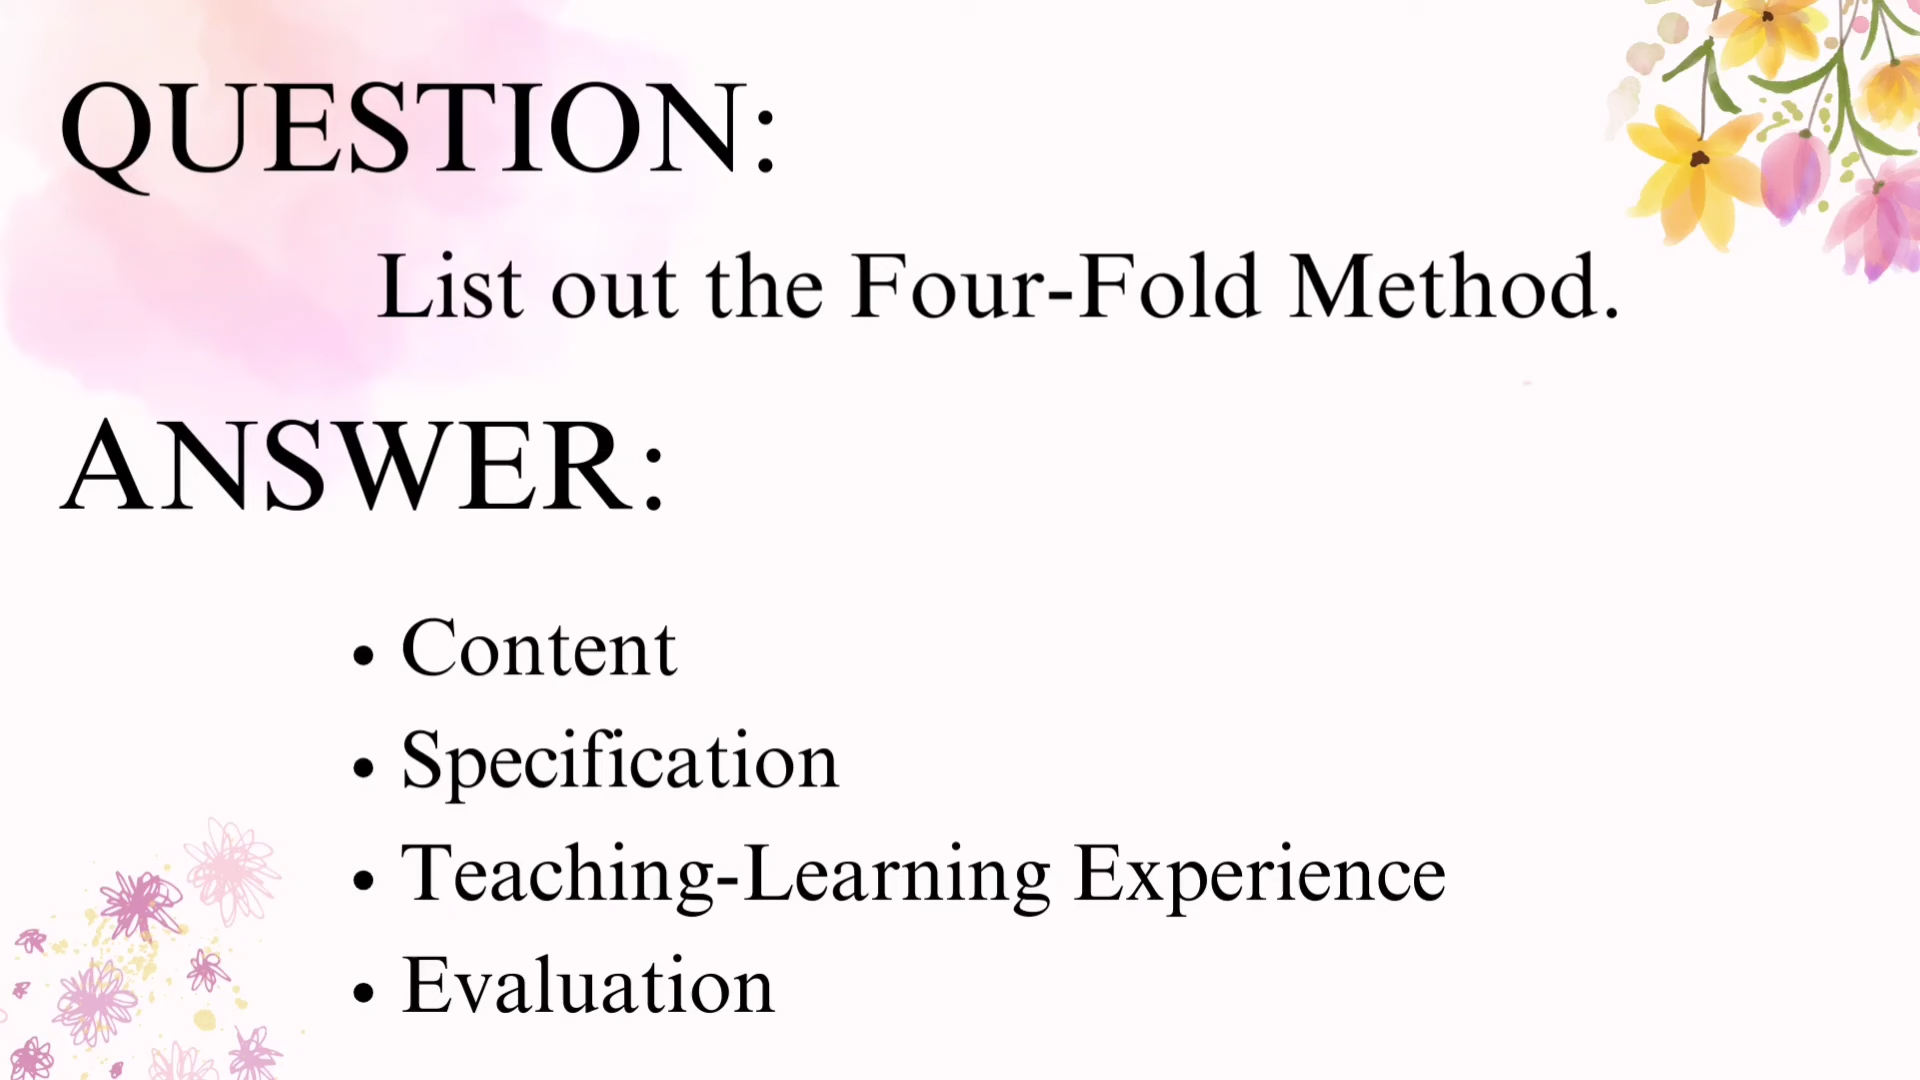 QUESTION:
List out the Four-Fold Method.
ANSWER:
• Content
• Specification
• Teaching-Learning Experience
• Evaluation